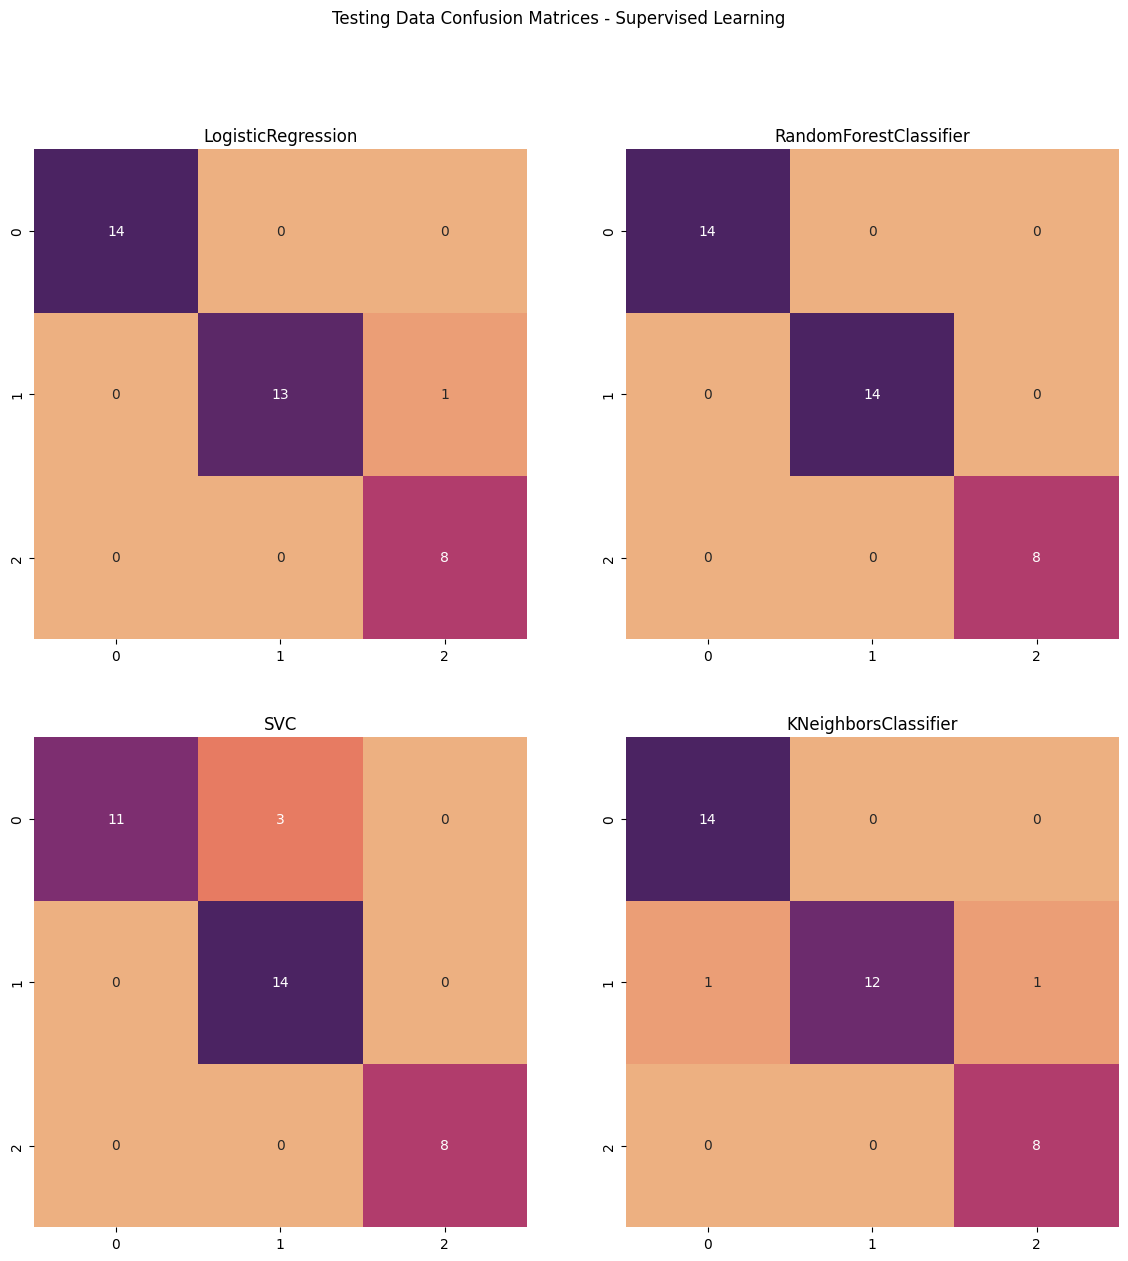 Testing Data Confusion Matrices - Supervised Learning
LogisticRegression
0 14 0 0
1 0 13 1
2 0 0 8
0 1 2
RandomForestClassifier
0 14 0 0
1 0 14 0
2 0 0 8
0 1 2
SVC
0 11 3 0
1 0 14 0
2 0 0 8
0 1 2
KNeighborsClassifier
0 14 0 0
1 1 12 1
2 0 0 8
0 1 2